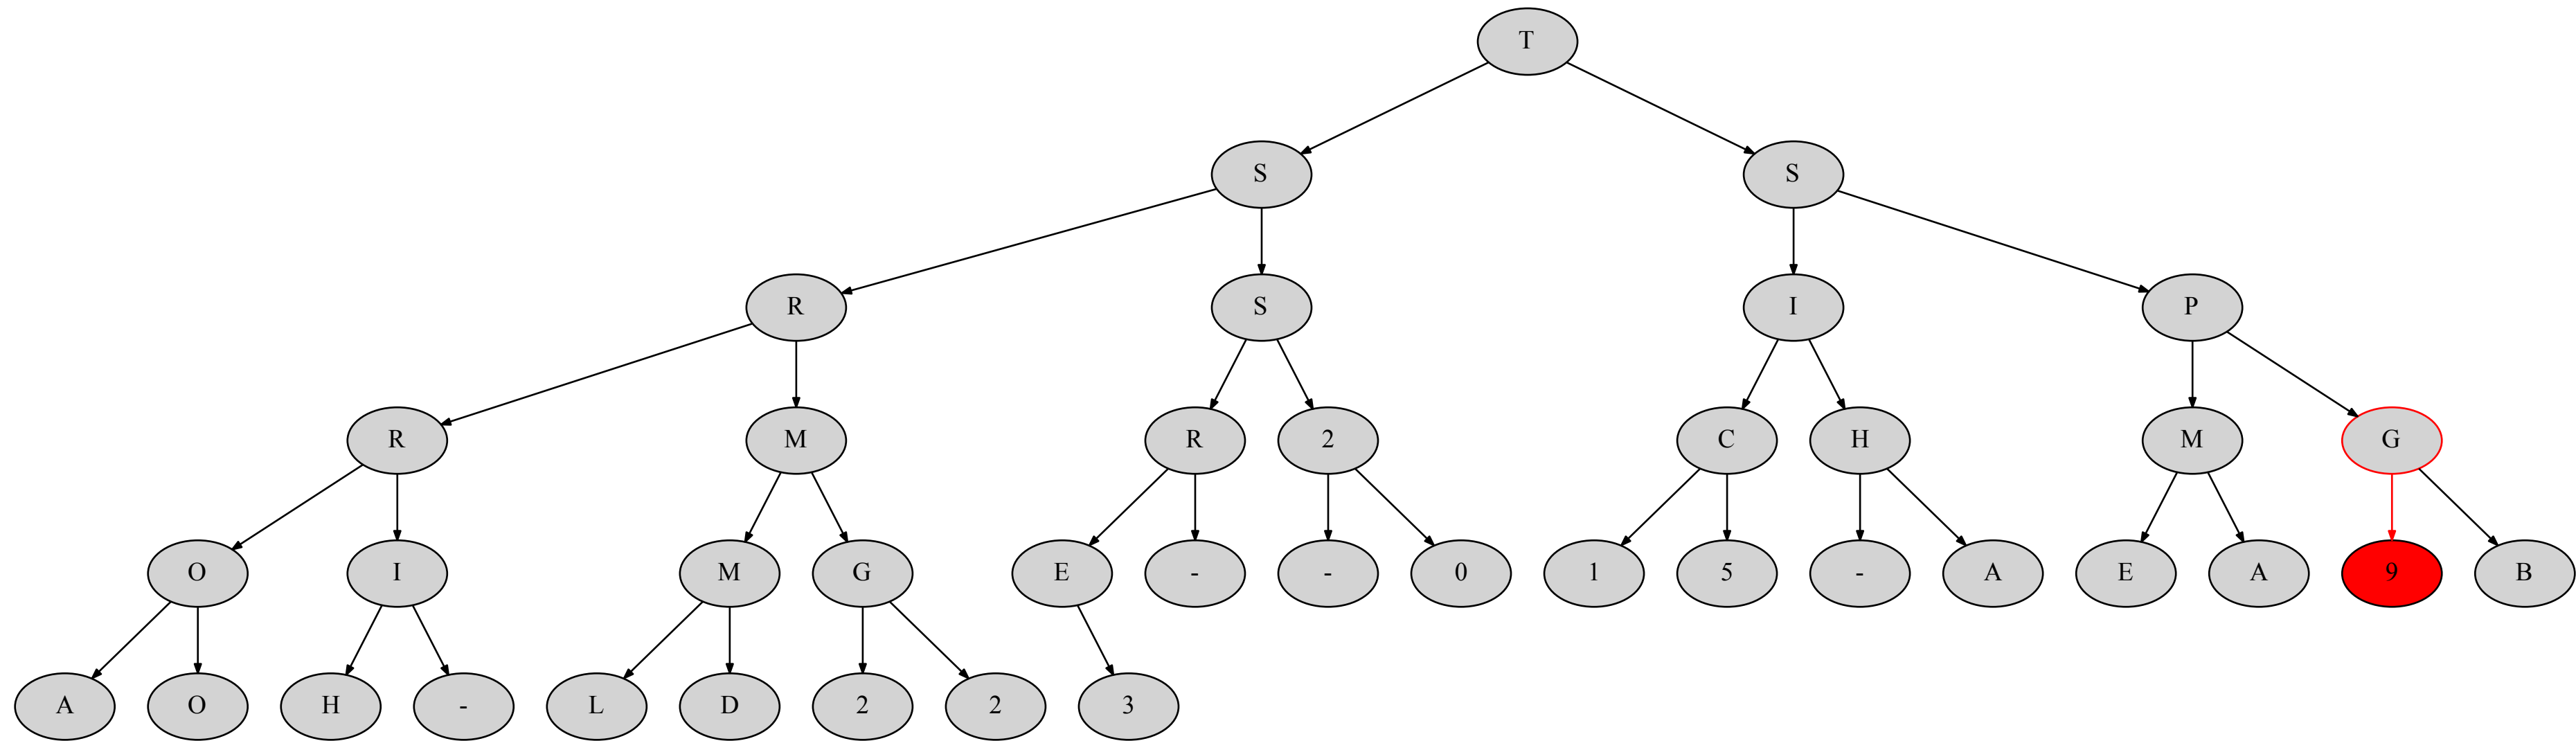 T
S S
R S I P
R M R 2 C H M G
O I M G E - - 0 1 5 - A E A 9 B
A O H - L D 2 2 3